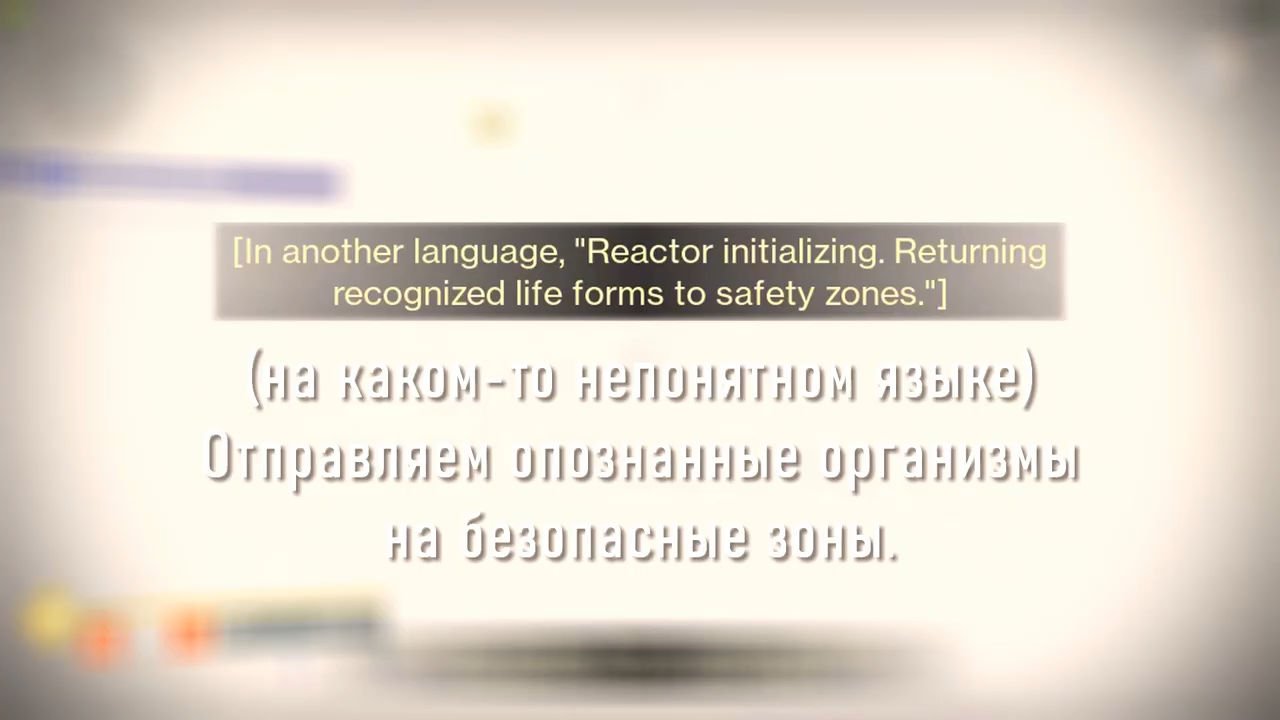 [In another language, "Reactor initializing. Returning
recognized life forms to safety zones."]
(на каком-то непонятном языке)
Отправляем опознанные организмы
на безопасные зоны.